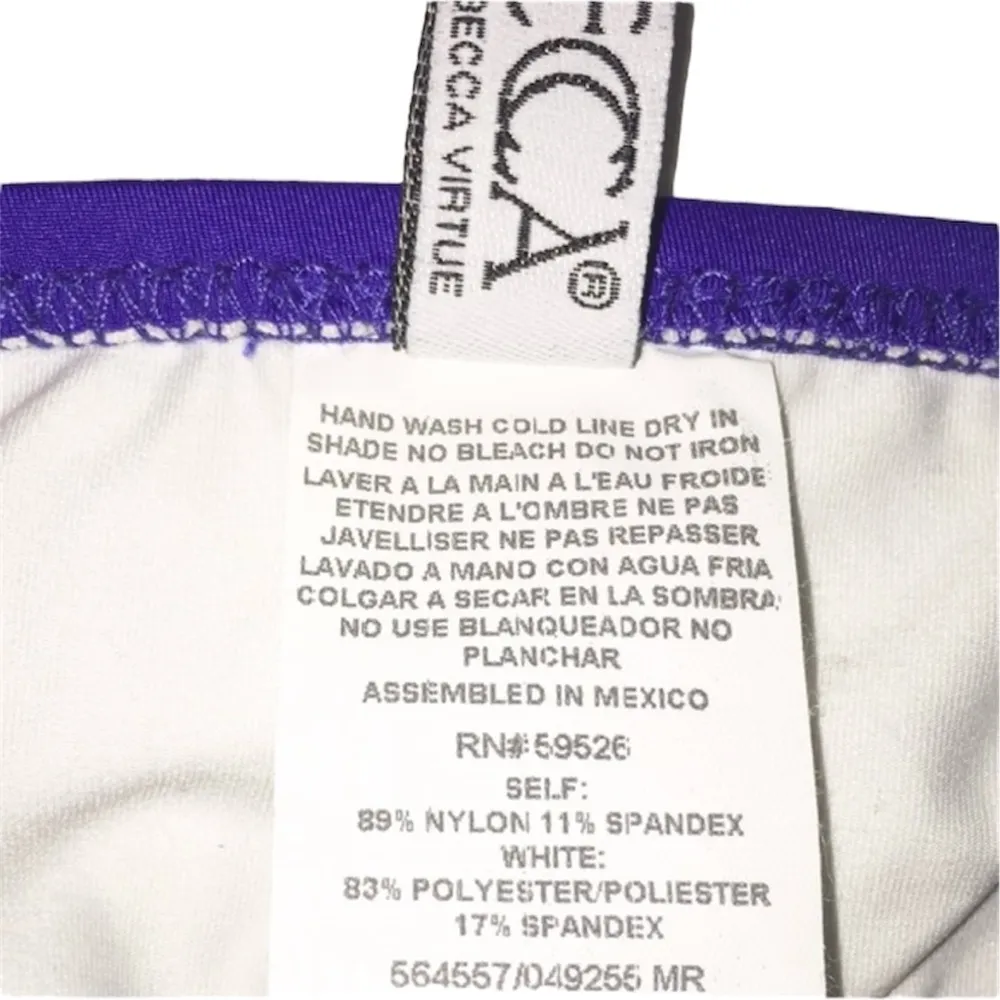 ECCA®
BECCA VIRTUE
HAND WASH COLD LINE DRY IN
SHADE NO BLEACH DO NOT IRON
LAVER A LA MAIN A L'EAU FROIDE
ETENDRE A L'OMBRE NE PAS
JAVELLISER NE PAS REPASSER
LAVADO A MANO CON AGUA FRIA
COLGAR A SECAR EN LA SOMBRA
NO USE BLANQUEADOR NO
PLANCHAR
ASSEMBLED IN MEXICO
RN# 59526
SELF:
89% NYLON 11% SPANDEX
WHITE:
83% POLYESTER/POLIESTER
17% SPANDEX
564557/049255 MR